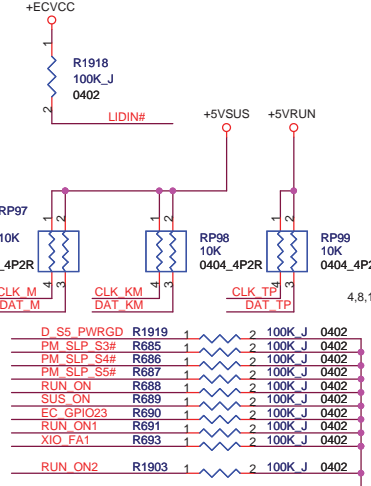 +ECVCC
1
R1918
100K_J
0402
2
LIDIN#
+5VSUS +5VRUN
RP97
10K
_4P2R
1 2
4 3
RP98
10K
0404_4P2R
1 2
4 3
RP99
10K
0404_4P2
1 2
4 3
CLK_M CLK_KM CLK_TP
DAT_M DAT_KM DAT_TP
4,8,1
D_S5_PWRGD R1919 1 2 100K_J 0402
PM_SLP_S3# R685 1 2 100K_J 0402
PM_SLP_S4# R686 1 2 100K_J 0402
PM_SLP_S5# R687 1 2 100K_J 0402
RUN_ON R688 1 2 100K_J 0402
SUS_ON R689 1 2 100K_J 0402
EC_GPIO23 R690 1 2 100K_J 0402
RUN_ON1 R691 1 2 100K_J 0402
XIO_FA1 R693 1 2 100K_J 0402
RUN_ON2 R1903 1 2 100K_J 0402